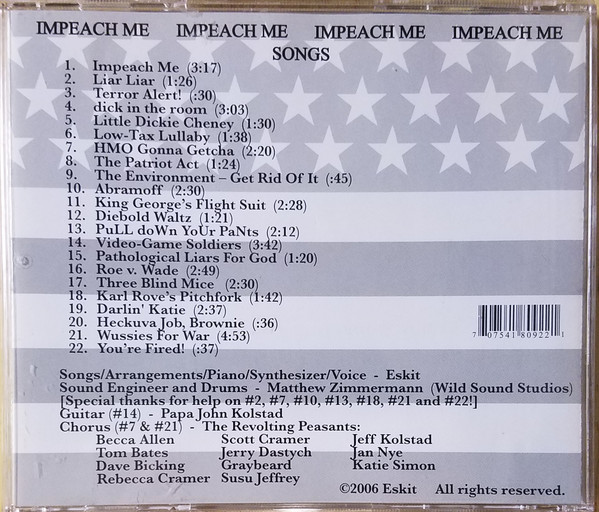 IMPEACH ME IMPEACH ME IMPEACH ME IMPEACH ME
SONGS
1. Impeach Me (3:17)
2. Liar Liar (1:26)
3. Terror Alert! (:30)
4. dick in the room (3:03)
5. Little Dickie Cheney (1:30)
6. Low-Tax Lullaby (1:38)
7. HMO Gonna Getcha (2:20)
8. The Patriot Act (1:24)
9. The Environment – Get Rid Of It (:45)
10. Abramoff (2:30)
11. King George's Flight Suit (2:28)
12. Diebold Waltz (1:21)
13. PuLL doWn YoUr PaNts (2:12)
14. Video-Game Soldiers (3:42)
15. Pathological Liars For God (1:20)
16. Roe v. Wade (2:49)
17. Three Blind Mice (2:30)
18. Karl Rove's Pitchfork (1:42)
19. Darlin' Katie (2:37)
20. Heckuva Job, Brownie (:36)
21. Wussies For War (4:53)
22. You're Fired! (:37)
7 07541 80922 1
Songs/Arrangements/Piano/Synthesizer/Voice - Eskit
Sound Engineer and Drums - Matthew Zimmermann (Wild Sound Studios)
[Special thanks for help on #2, #7, #10, #13, #18, #21 and #22!]
Guitar (#14) - Papa John Kolstad
Chorus (#7 & #21) - The Revolting Peasants:
Becca Allen Scott Cramer Jeff Kolstad
Tom Bates Jerry Dastych Jan Nye
Dave Bicking Graybeard Katie Simon
Rebecca Cramer Susu Jeffrey
©2006 Eskit All rights reserved.